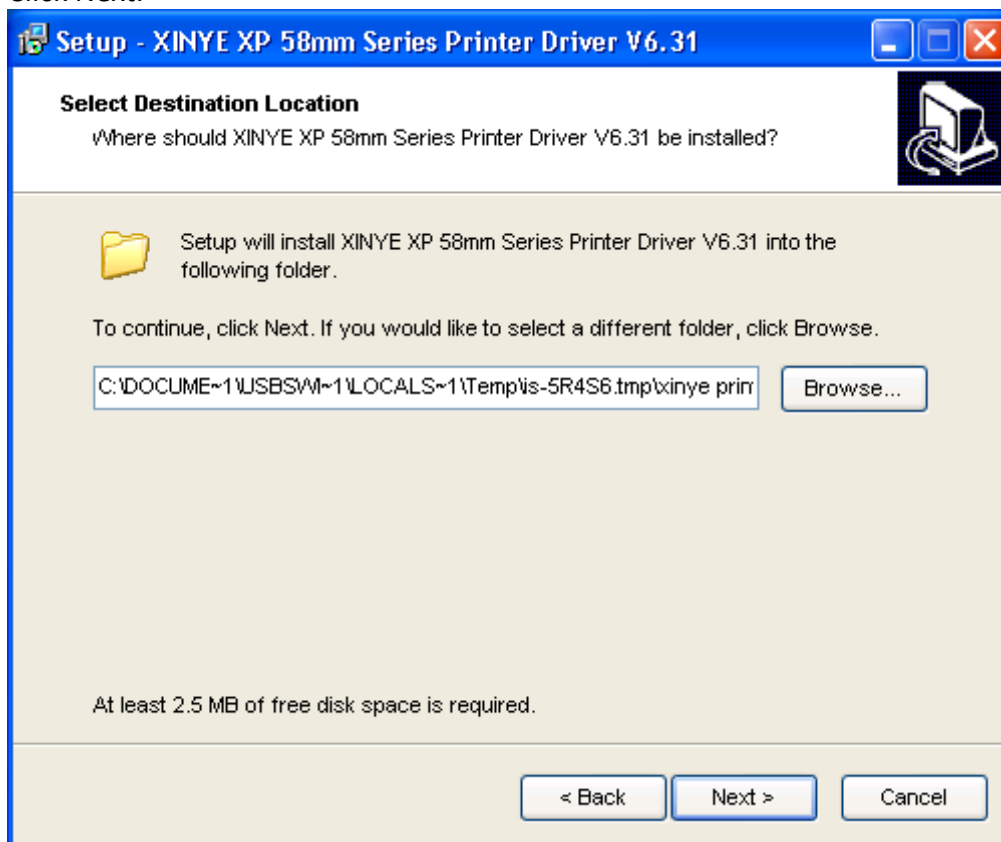 Click Next.
Setup - XINYE XP 58mm Series Printer Driver V6.31
Select Destination Location
Where should XINYE XP 58mm Series Printer Driver V6.31 be installed?
Setup will install XINYE XP 58mm Series Printer Driver V6.31 into the
following folder.
To continue, click Next. If you would like to select a different folder, click Browse.
C:\DOCUME~1\USBSWI~1\LOCALS~1\Temp\is-5R4S6.tmp\xinye prin
Browse...
At least 2.5 MB of free disk space is required.
< Back
Next >
Cancel